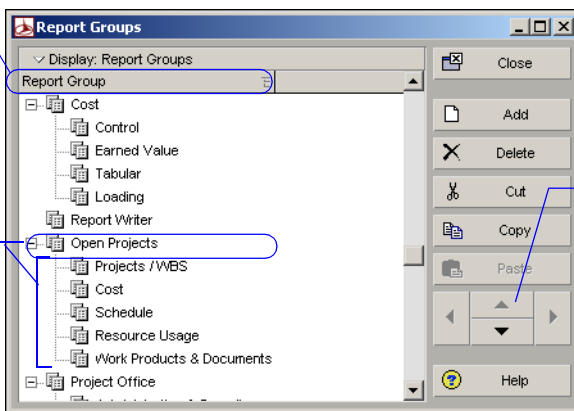 Report Groups
Display: Report Groups
Report Group
Cost
Control
Earned Value
Tabular
Loading
Report Writer
Open Projects
Projects / WBS
Cost
Schedule
Resource Usage
Work Products & Documents
Project Office
Close
Add
Delete
Cut
Copy
Paste
Help